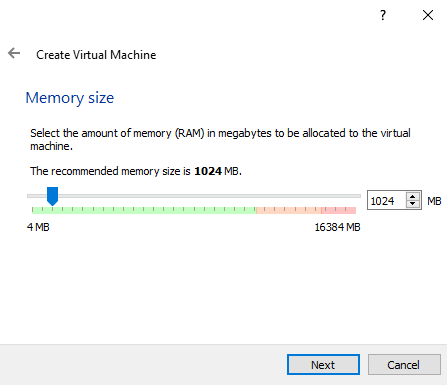 ?
Create Virtual Machine
Memory size
Select the amount of memory (RAM) in megabytes to be allocated to the virtual
machine.
The recommended memory size is 1024 MB.
1024 MB
4 MB 16384 MB
Next Cancel